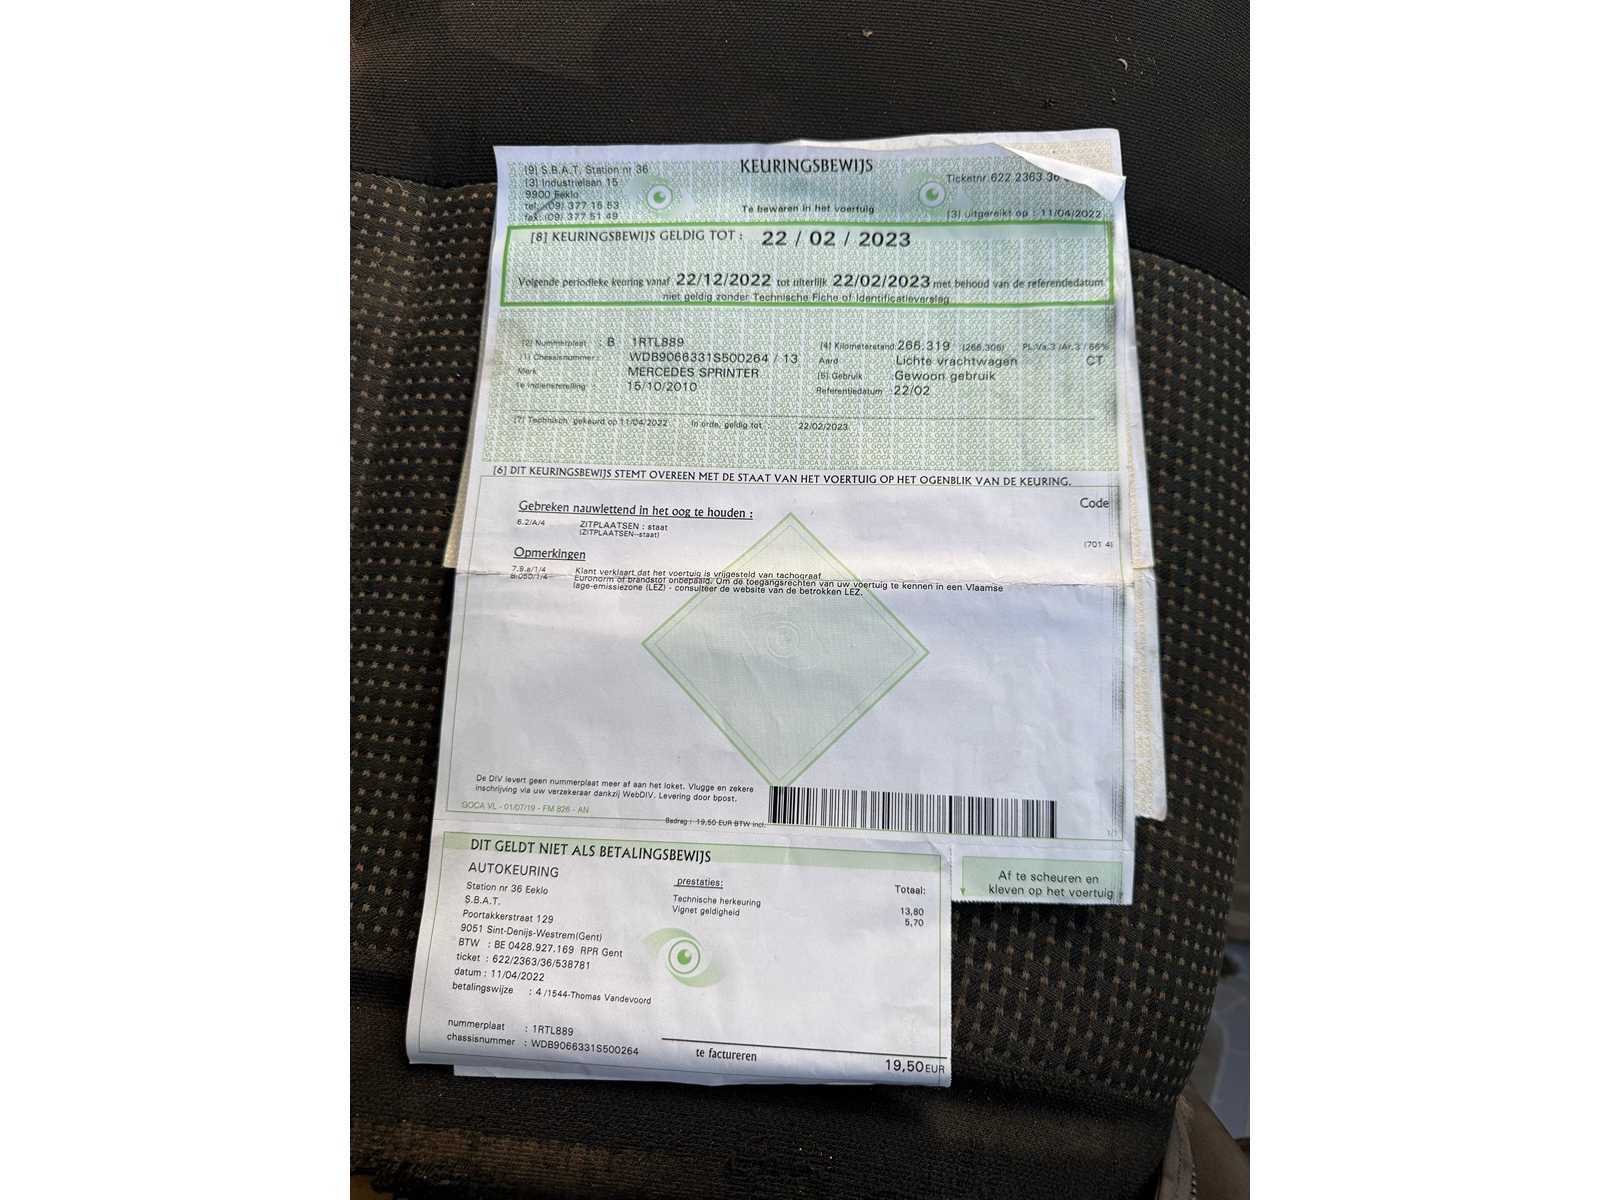 [9] S.B.A.T. Station nr 36
[3] Industrielaan 15
9900 Eeklo
tel: (09) 377 15 53
fax: (09) 377 51 49
KEURINGSBEWIJS
Te bewaren in het voertuig
Ticketnr 622 2363 36
[3] uitgereikt op : 11/04/2022
[8] KEURINGSBEWIJS GELDIG TOT : 22 / 02 / 2023
Volgende periodieke keuring vanaf 22/12/2022 tot uiterlijk 22/02/2023 met behoud van de referentiedatum
niet geldig zonder Technische Fiche of Identificatieverslag
[2] Nummerplaat : B 1RTL889
[1] Chassisnummer : WDB9066331S500264 / 13
Merk MERCEDES SPRINTER
1e indienststelling : 15/10/2010
[4] Kilometerstand: 266.319 (266.305) PL:Va:3 /Ar:3 / 66%
Aard Lichte vrachtwagen CT
[5] Gebruik :Gewoon gebruik
Referentiedatum :22/02
[7] Technisch gekeurd op 11/04/2022 In orde, geldig tot 22/02/2023
[6] DIT KEURINGSBEWIJS STEMT OVEREEN MET DE STAAT VAN HET VOERTUIG OP HET OGENBLIK VAN DE KEURING.
Gebreken nauwlettend in het oog te houden : Code
6.2/A/4 ZITPLAATSEN : staat
(ZITPLAATSEN--staat) (701 4)
Opmerkingen
7.9.a/1/4 Klant verklaart dat het voertuig is vrijgesteld van tachograaf
8.050/1/4 Euronorm of brandstof onbepaald. Om de toegangsrechten van uw voertuig te kennen in een Vlaamse
lage-emissiezone (LEZ) - consulteer de website van de betrokken LEZ.
De DIV levert geen nummerplaat meer af aan het loket. Vlugge en zekere
inschrijving via uw verzekeraar dankzij WebDIV. Levering door bpost.
GOCA VL - 01/07/19 - FM 826 - AN
Bedrag : 19,50 EUR BTW incl.
1/1
DIT GELDT NIET ALS BETALINGSBEWIJS
AUTOKEURING
Station nr 36 Eeklo
S.B.A.T.
Poortakkerstraat 129
9051 Sint-Denijs-Westrem(Gent)
BTW : BE 0428.927.169 RPR Gent
ticket : 622/2363/36/538781
datum : 11/04/2022
betalingswijze : 4 /1544-Thomas Vandevoord
nummerplaat : 1RTL889
chassisnummer : WDB9066331S500264
prestaties: Totaal:
Technische herkeuring 13,80
Vignet geldigheid 5,70
te factureren 19,50 EUR
Af te scheuren en
kleven op het voertuig